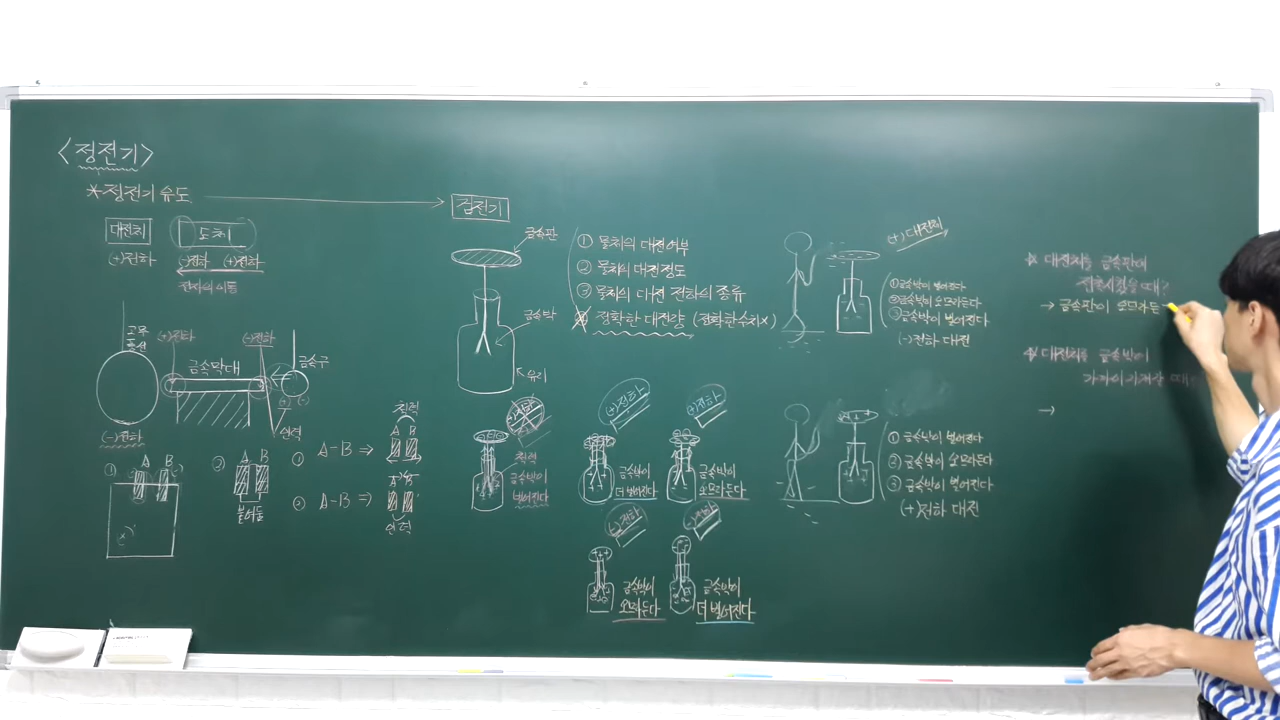 <정전기>
*정전기 유도
대전체
도체
(+)전하
(-)전하 (+)전하
전자의 이동
고무
풍선
(+)전하
(-)전하
금속막대
금속구
(+) (-)
인력
(-)전하
① A B
② A B
붙어둠
① A-B ⇒
척력
A B
② A-B ⇒
A B
인력
검전기
금속판
금속박
유리
① 물체의 대전여부
② 물체의 대전정도
③ 물체의 대전 전하의 종류
정확한 대전량 (정확한수치x)
척력
금속박이
벌어진다
(+)전하
금속박이
더 벌어진다
금속박이
오므라든다
(-)전하
금속박이
오므라든다
금속박이
더 벌어진다
(+)대전체
① 금속박이 벌어진다
② 금속박이 오므라든다
③ 금속박이 벌어진다
(-)전하 대전
① 금속박이 벌어진다
② 금속박이 오므라든다
③ 금속박이 벌어진다
(+)전하 대전
대전체를 금속판에
접촉시켰을 때?
→ 금속판이 오므라든
대전체를 금속박에
가까이가져갈 때
→